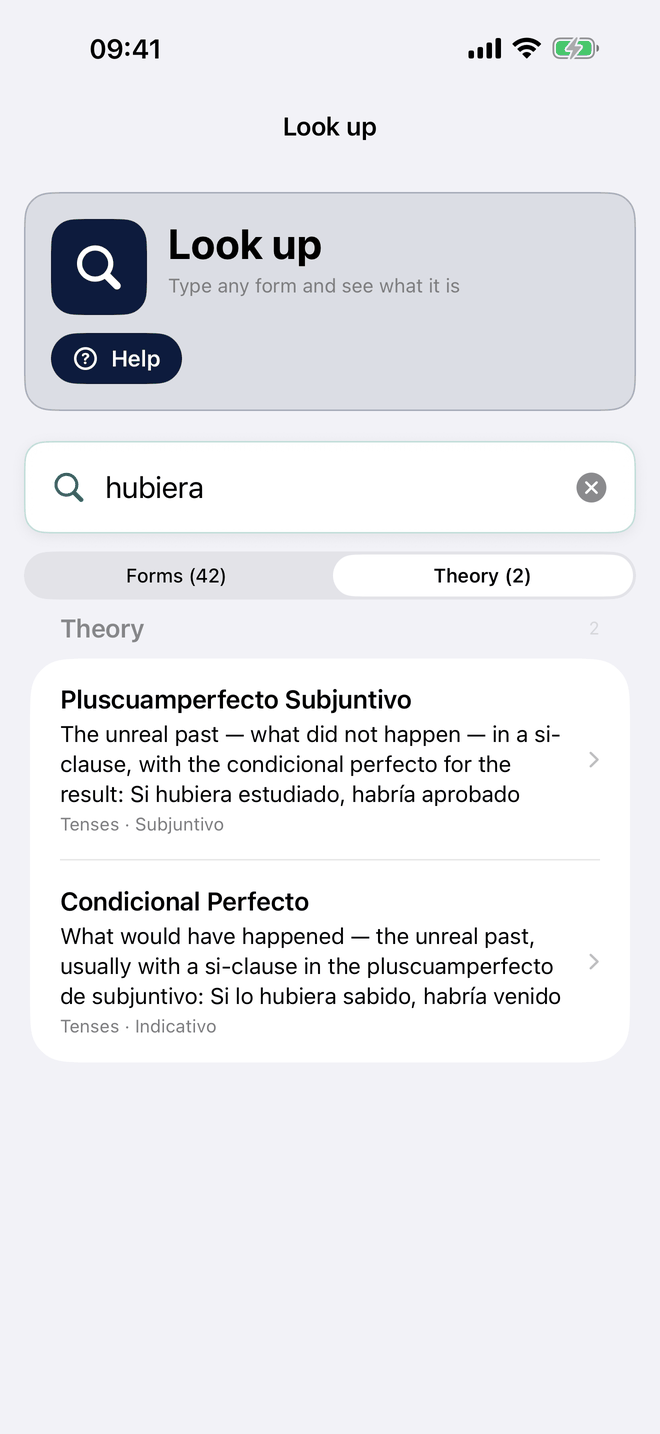 09:41
Look up
Look up
Type any form and see what it is
Help
hubiera
Forms (42)
Theory (2)
Theory
2
Pluscuamperfecto Subjuntivo
The unreal past — what did not happen — in a si-
clause, with the condicional perfecto for the
result: Si hubiera estudiado, habría aprobado
Tenses · Subjuntivo
Condicional Perfecto
What would have happened — the unreal past,
usually with a si-clause in the pluscuamperfecto
de subjuntivo: Si lo hubiera sabido, habría venido
Tenses · Indicativo